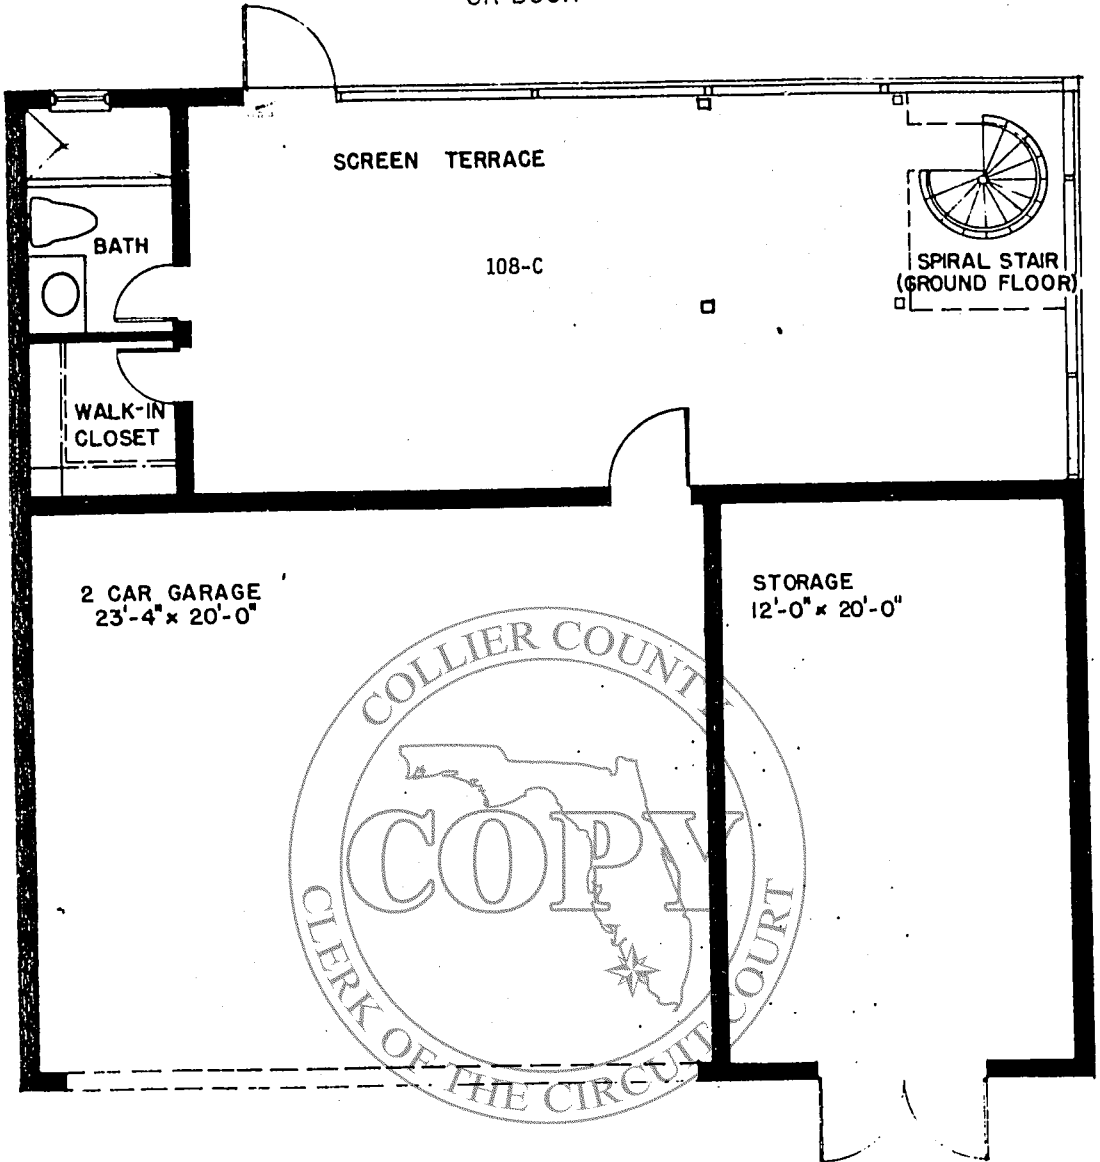 SCREEN TERRACE
BATH
108-C
SPIRAL STAIR
(GROUND FLOOR)
WALK-IN
CLOSET
2 CAR GARAGE
23'-4" x 20'-0"
STORAGE
12'-0" x 20'-0"
COLLIER COUNTY
COPY
CLERK OF THE CIRCUIT COURT